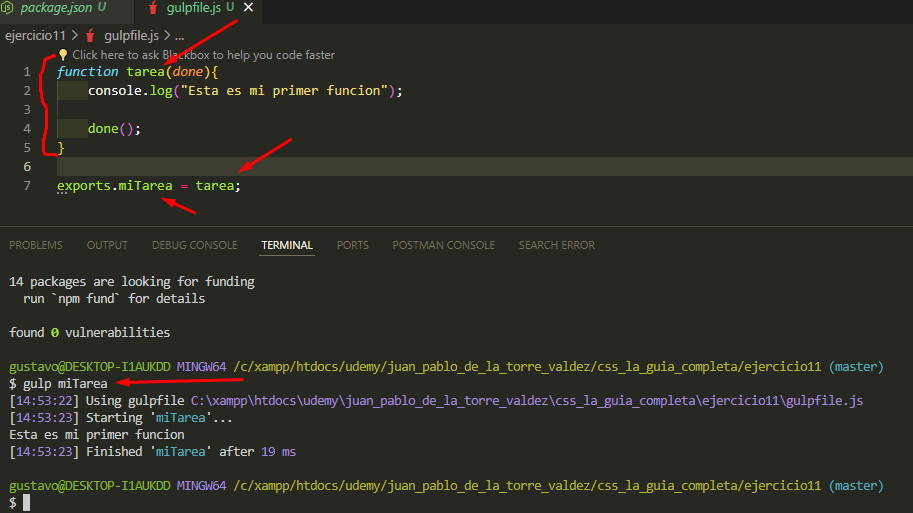 package.json U gulpfile.js U
ejercicio11 > gulpfile.js > ...
Click here to ask Blackbox to help you code faster
1 function tarea(done){
2 console.log("Esta es mi primer funcion");
3
4 done();
5 }
6
7 exports.miTarea = tarea;
PROBLEMS OUTPUT DEBUG CONSOLE TERMINAL PORTS POSTMAN CONSOLE SEARCH ERROR
14 packages are looking for funding
run `npm fund` for details
found 0 vulnerabilities
gustavo@DESKTOP-I1AUKDD MINGW64 /c/xampp/htdocs/udemy/juan_pablo_de_la_torre_valdez/css_la_guia_completa/ejercicio11 (master)
$ gulp miTarea
[14:53:22] Using gulpfile C:\xampp\htdocs\udemy\juan_pablo_de_la_torre_valdez\css_la_guia_completa\ejercicio11\gulpfile.js
[14:53:23] Starting 'miTarea'...
Esta es mi primer funcion
[14:53:23] Finished 'miTarea' after 19 ms
gustavo@DESKTOP-I1AUKDD MINGW64 /c/xampp/htdocs/udemy/juan_pablo_de_la_torre_valdez/css_la_guia_completa/ejercicio11 (master)
$